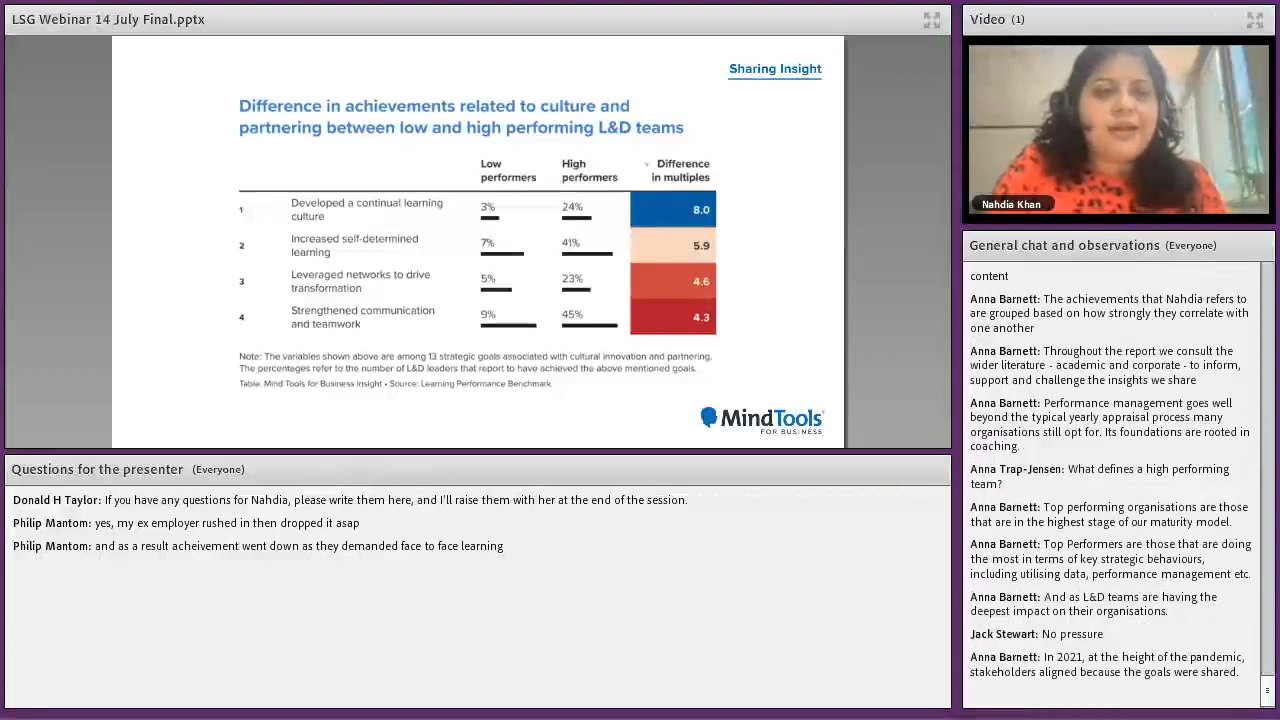 LSG Webinar 14 July Final.pptx
Sharing Insight
Difference in achievements related to culture and
partnering between low and high performing L&D teams
Low
performers
High
performers
Difference
in multiples
1
Developed a continual learning
culture
3%
24%
8.0
2
Increased self-determined
learning
7%
41%
5.9
3
Leveraged networks to drive
transformation
5%
23%
4.6
4
Strengthened communication
and teamwork
9%
45%
4.3
Note: The variables shown above are among 13 strategic goals associated with cultural innovation and partnering.
The percentages refer to the number of L&D leaders that report to have achieved the above mentioned goals.
Table: Mind Tools for Business Insight • Source: Learning Performance Benchmark
MindTools
FOR BUSINESS
Questions for the presenter (Everyone)
Donald H Taylor: If you have any questions for Nahdia, please write them here, and I'll raise them with her at the end of the session.
Philip Mantom: yes, my ex employer rushed in then dropped it asap
Philip Mantom: and as a result acheivement went down as they demanded face to face learning
Video (1)
Nahdia Khan
General chat and observations (Everyone)
content
Anna Barnett: The achievements that Nahdia refers to
are grouped based on how strongly they correlate with
one another
Anna Barnett: Throughout the report we consult the
wider literature - academic and corporate - to inform,
support and challenge the insights we share
Anna Barnett: Performance management goes well
beyond the typical yearly appraisal process many
organisations still opt for. Its foundations are rooted in
coaching.
Anna Trap-Jensen: What defines a high performing
team?
Anna Barnett: Top performing organisations are those
that are in the highest stage of our maturity model.
Anna Barnett: Top Performers are those that are doing
the most in terms of key strategic behaviours,
including utilising data, performance management etc.
Anna Barnett: And as L&D teams are having the
deepest impact on their organisations.
Jack Stewart: No pressure
Anna Barnett: In 2021, at the height of the pandemic,
stakeholders aligned because the goals were shared.